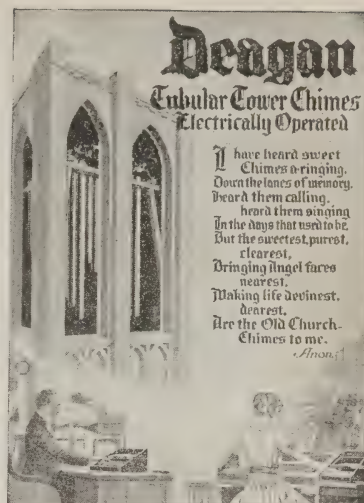 Deagan
Tubular Tower Chimes
Electrically Operated
I have heard sweet
Chimes a-ringing,
Down the lanes of memory,
Heard them calling,
heard them singing
In the days that used to be.
But the sweetest, purest,
clearest,
Bringing Angel faces
nearest,
Making life devinest,
dearest,
Are the Old Church-
Chimes to me.
-Anon.